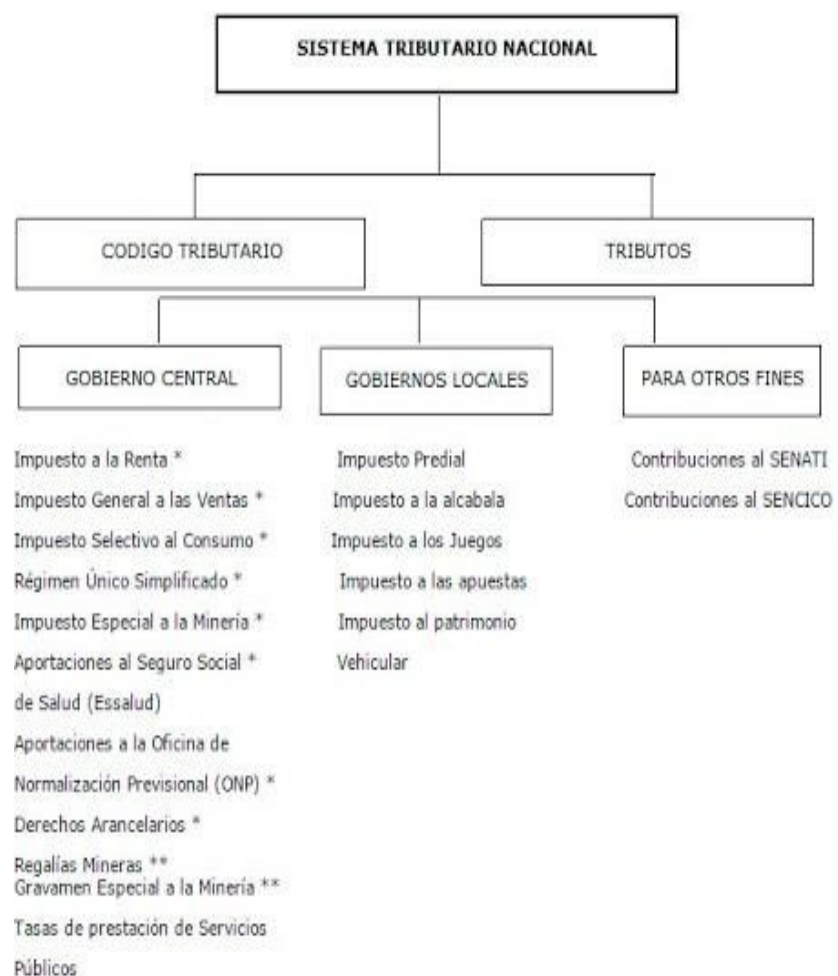 SISTEMA TRIBUTARIO NACIONAL
CODIGO TRIBUTARIO
TRIBUTOS
GOBIERNO CENTRAL
GOBIERNOS LOCALES
PARA OTROS FINES
Impuesto a la Renta *
Impuesto General a las Ventas *
Impuesto Selectivo al Consumo *
Régimen Único Simplificado *
Impuesto Especial a la Minería *
Aportaciones al Seguro Social *
de Salud (Essalud)
Aportaciones a la Oficina de
Normalización Previsional (ONP) *
Derechos Arancelarios *
Regalías Mineras **
Gravamen Especial a la Minería **
Tasas de prestación de Servicios
Públicos
Impuesto Predial
Impuesto a la alcabala
Impuesto a los Juegos
Impuesto a las apuestas
Impuesto al patrimonio
Vehicular
Contribuciones al SENATI
Contribuciones al SENCICO